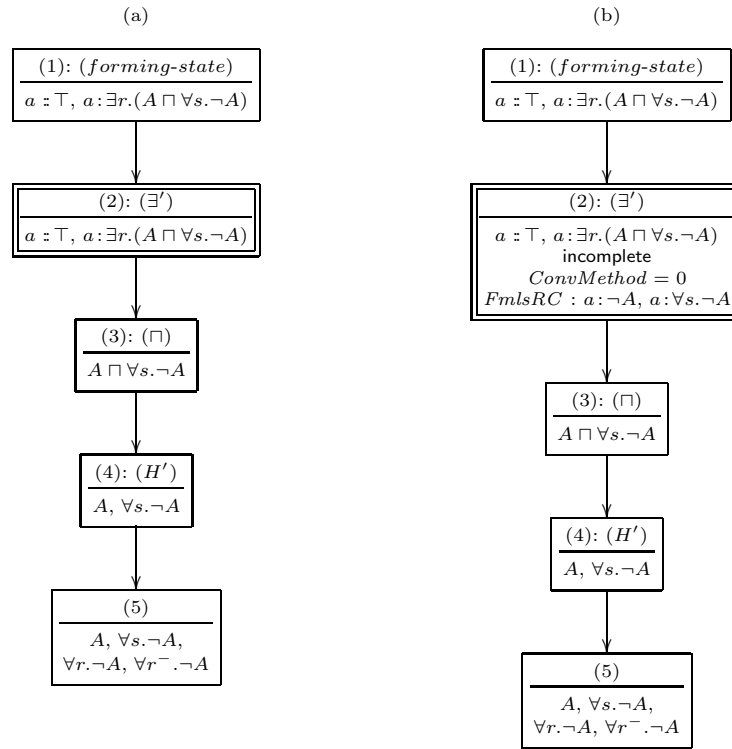 (a)
(1): (forming-state)
a ∶∶ ⊤, a : ∃r.(A ⊓ ∀s.¬A)
(2): (∃′)
a ∶∶ ⊤, a : ∃r.(A ⊓ ∀s.¬A)
(3): (⊓)
A ⊓ ∀s.¬A
(4): (H′)
A, ∀s.¬A
(5)
A, ∀s.¬A,
∀r.¬A, ∀r⁻.¬A
(b)
(1): (forming-state)
a ∶∶ ⊤, a : ∃r.(A ⊓ ∀s.¬A)
(2): (∃′)
a ∶∶ ⊤, a : ∃r.(A ⊓ ∀s.¬A)
incomplete
ConvMethod = 0
FmlsRC : a : ¬A, a : ∀s.¬A
(3): (⊓)
A ⊓ ∀s.¬A
(4): (H′)
A, ∀s.¬A
(5)
A, ∀s.¬A,
∀r.¬A, ∀r⁻.¬A